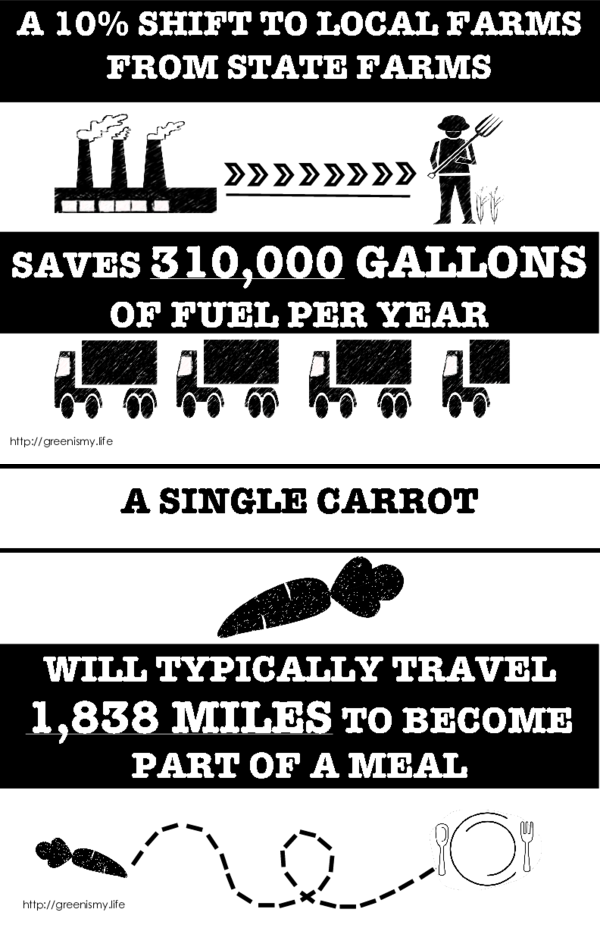 A 10% SHIFT TO LOCAL FARMS
FROM STATE FARMS
SAVES 310,000 GALLONS
OF FUEL PER YEAR
http://greenismy.life
A SINGLE CARROT
WILL TYPICALLY TRAVEL
1,838 MILES TO BECOME
PART OF A MEAL
http://greenismy.life